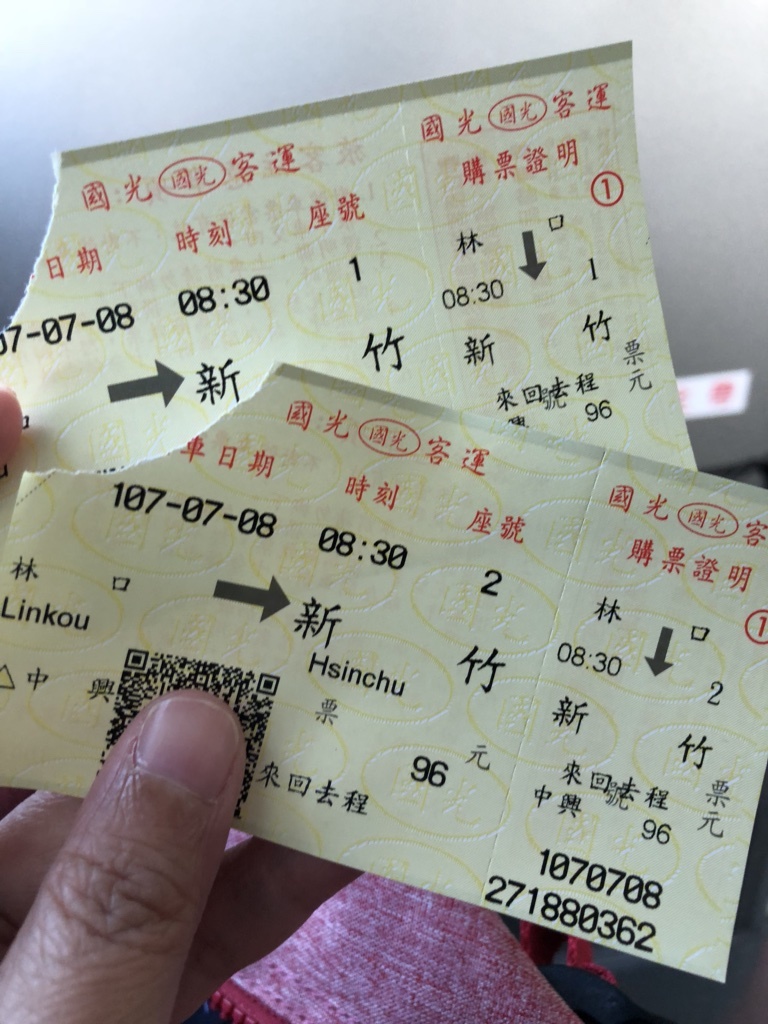 國光 國光 客運
日期 時刻 座號
07-07-08 08:30 1
新竹
國光 國光 客運
購票證明
①
林口
08:30 1
新竹
來回去程 號 票
96 元
國光 國光 客運
車日期 時刻 座號
107-07-08 08:30 2
林口 新竹
Linkou Hsinchu
△中興 票
96 元
來回去程
國光 國光 客
購票證明
①
林口
08:30 2
新竹
來回去程 號 票
中興 96 元
1070708
271880362